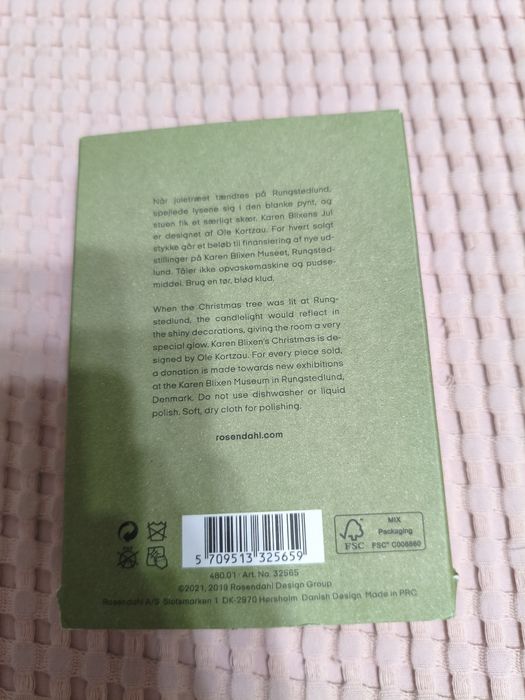 Når juletræet tændres på Rungstedlund,
spejlede lysene sig i den blanke pynt, og
stuen fik et særligt skær. Karen Blixens Jul
er designet af Ole Kortzau. For hvert solgt
stykke går et beløb til finansiering af nye ud-
stillinger på Karen Blixen Museet, Rungsted-
lund. Tåler ikke opvaskemaskine og pudse-
middel. Brug en tør, blød klud.
When the Christmas tree was lit at Rung-
stedlund, the candlelight would reflect in
the shiny decorations, giving the room a very
special glow. Karen Blixen's Christmas is de-
signed by Ole Kortzau. For every piece sold,
a donation is made towards new exhibitions
at the Karen Blixen Museum in Rungstedlund,
Denmark. Do not use dishwasher or liquid
polish. Soft, dry cloth for polishing.
rosendahl.com
5 709513 325659
FSC
MIX
Packaging
FSC® C008860
480.01 · Art. No. 32565
©2021, 2019 Rosendahl Design Group
Rosendahl A/S · Slotsmarken 1 · DK-2970 Hørsholm · Danish Design · Made in PRC